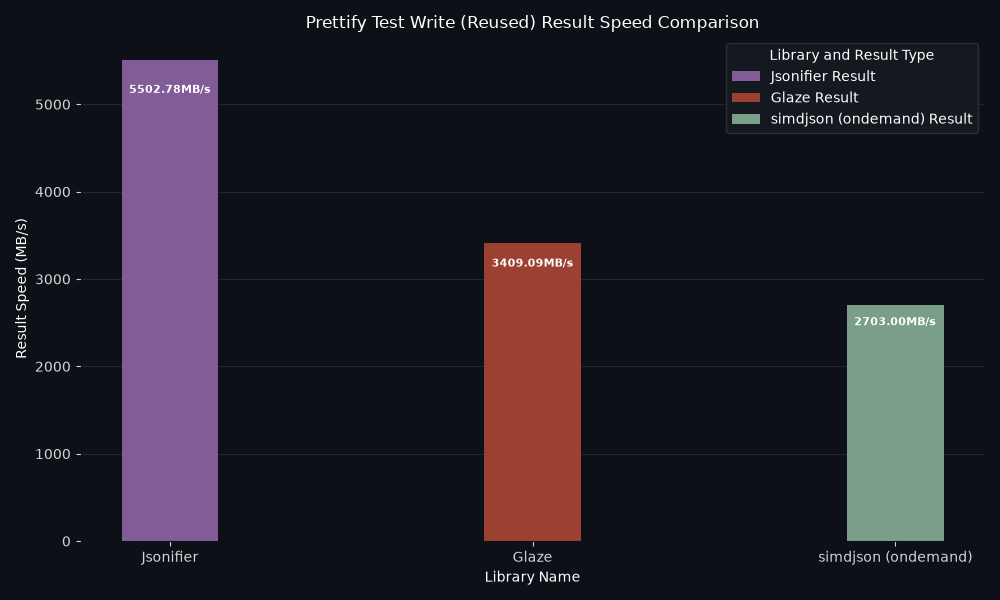 Prettify Test Write (Reused) Result Speed Comparison
Library and Result Type
Jsonifier Result
Glaze Result
simdjson (ondemand) Result
Result Speed (MB/s)
5000
4000
3000
2000
1000
0
5502.78MB/s
3409.09MB/s
2703.00MB/s
Jsonifier
Glaze
simdjson (ondemand)
Library Name